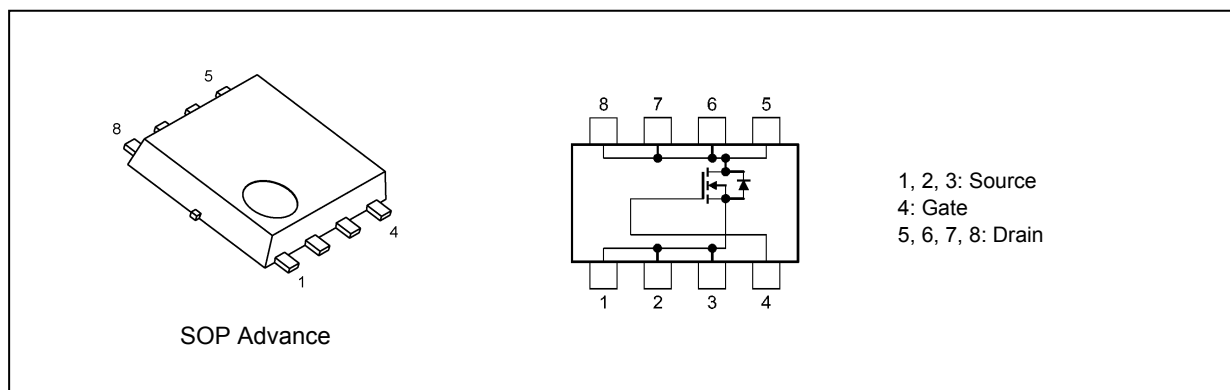 5
8
4
1
SOP Advance
8 7 6 5
1 2 3 4
1, 2, 3: Source
4: Gate
5, 6, 7, 8: Drain